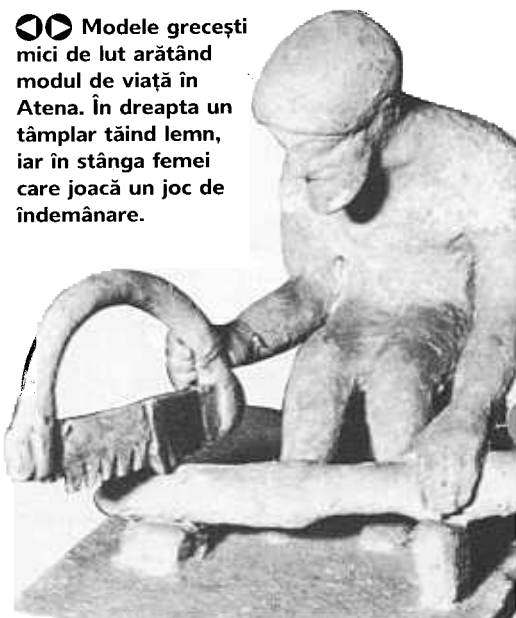 ◀▶ Modele grecești
mici de lut arătând
modul de viață în
Atena. În dreapta un
tâmplar tăind lemn,
iar în stânga femei
care joacă un joc de
îndemânare.